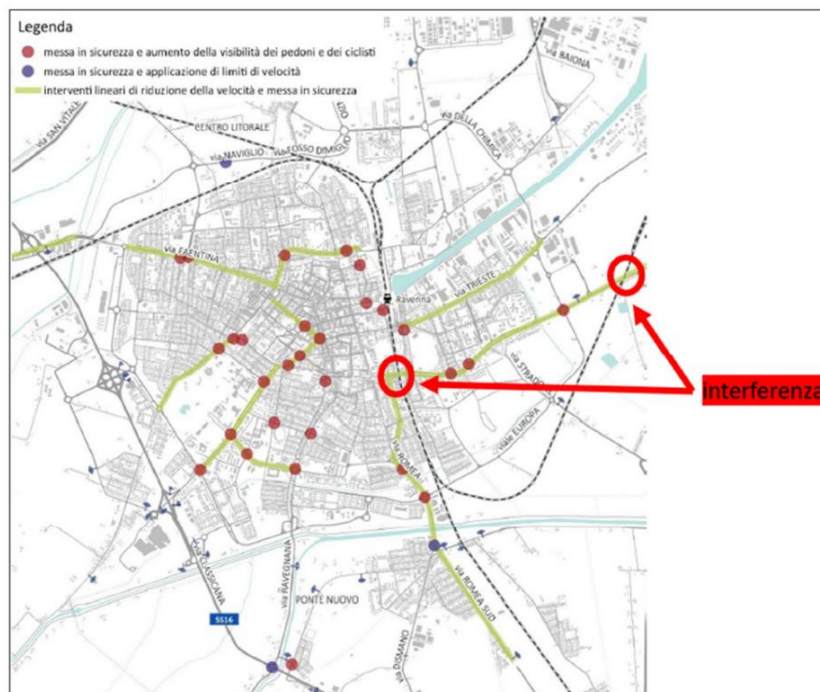 Legenda
messa in sicurezza e aumento della visibilità dei pedoni e dei ciclisti
messa in sicurezza e applicazione di limiti di velocità
interventi lineari di riduzione della velocità e messa in sicurezza
via BAIONA
via SAN VITALE
CENTRO LITORALE
via FOSSO DIMIGLIO
via NAVIGLIO
via DELLA CHIMICA
via FAENTINA
Ravenna
via TRIESTE
interferenza
viale EUROPA
via ROMEA
via CLASSICANA
via RAVEGNANA
PONTE NUOVO
via ROMEA SUD
SS16
via DISMANO